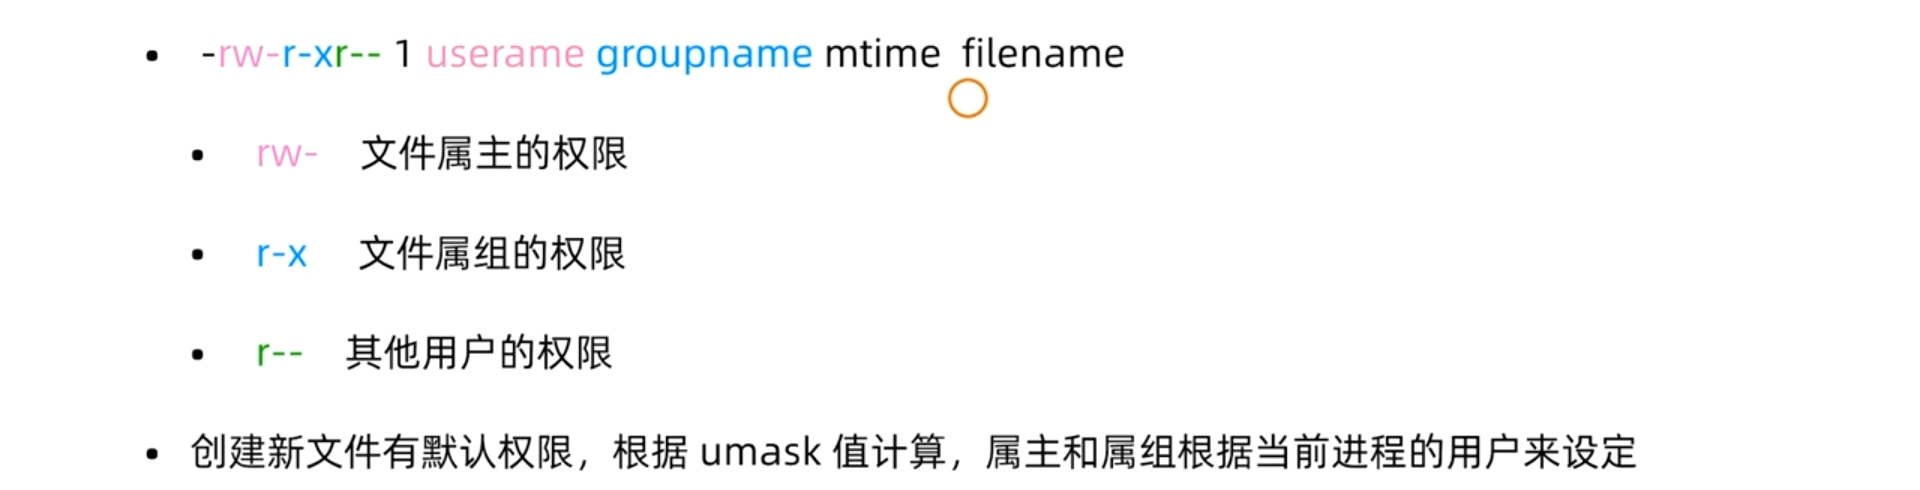 • -rw-r-xr-- 1 userame groupname mtime filename
• rw- 文件属主的权限
• r-x 文件属组的权限
• r-- 其他用户的权限
• 创建新文件有默认权限，根据 umask 值计算，属主和属组根据当前进程的用户来设定